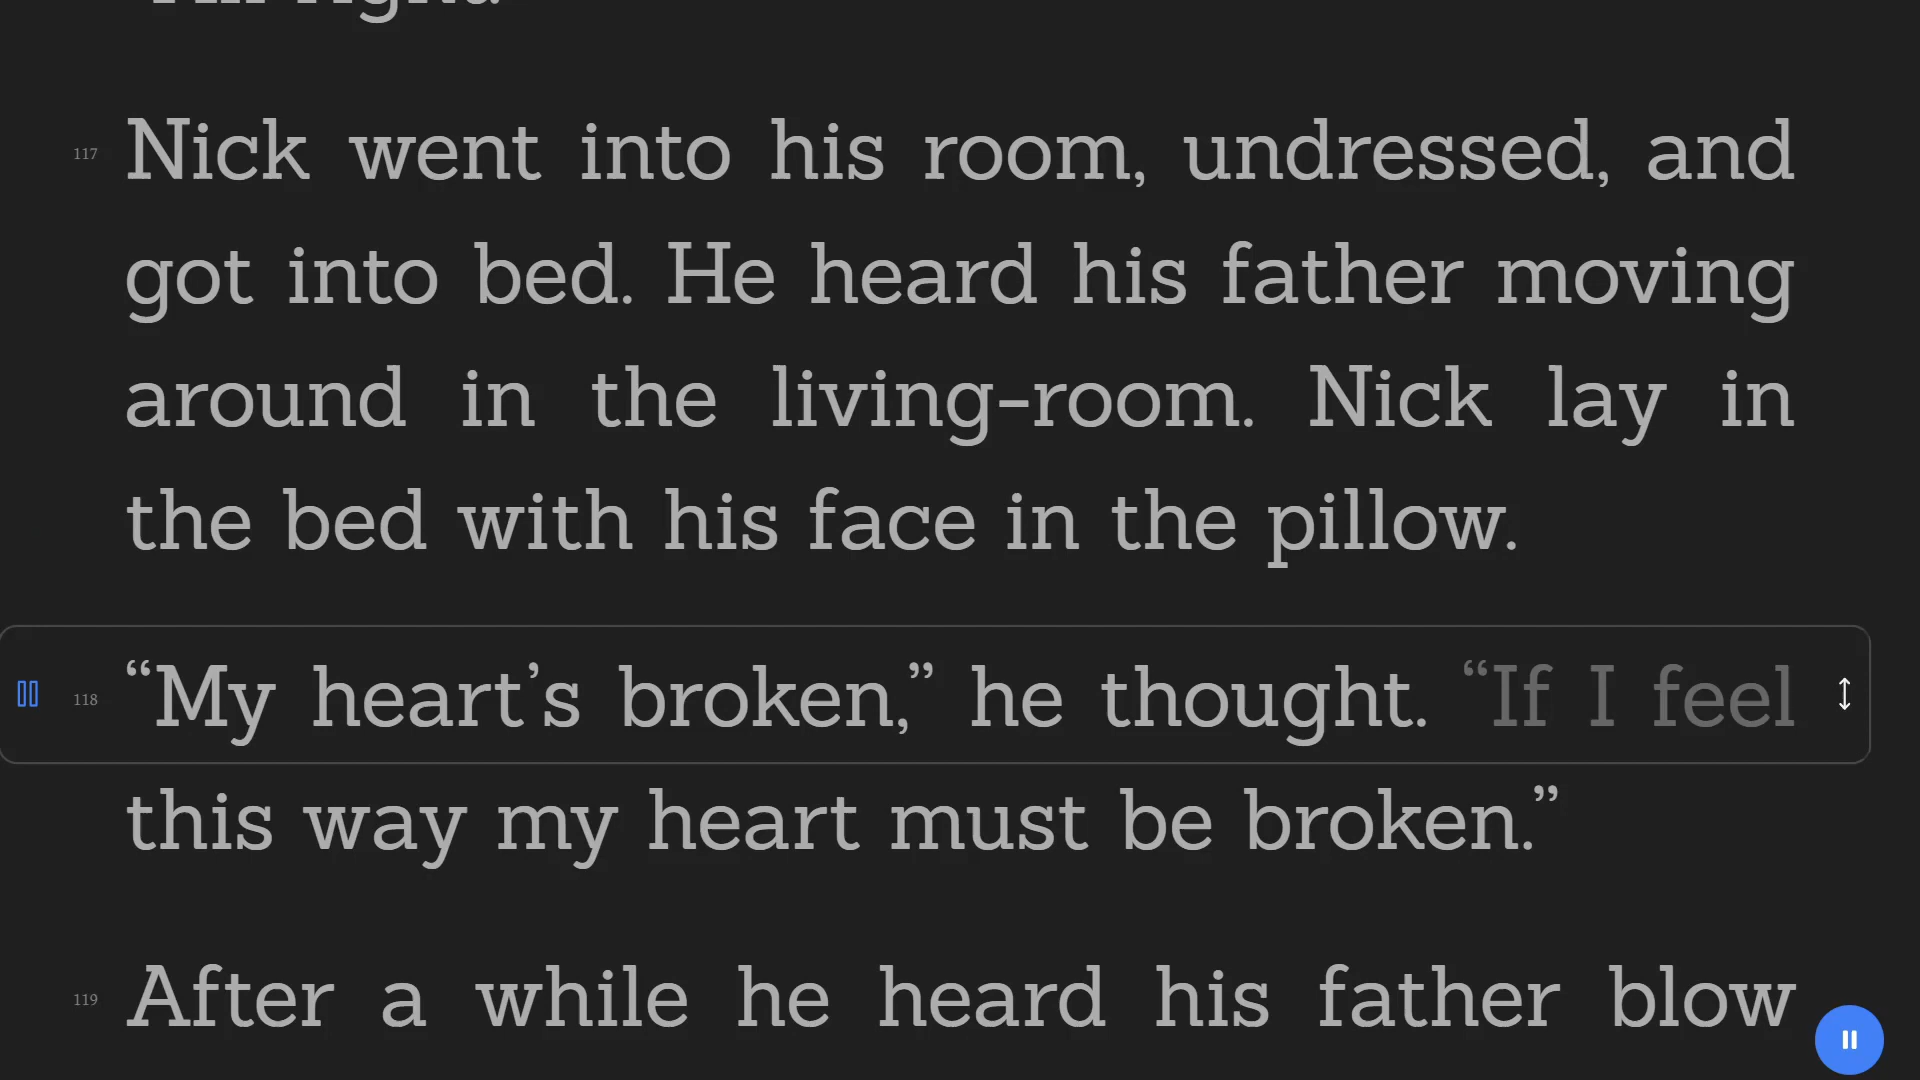 117 Nick went into his room, undressed, and
got into bed. He heard his father moving
around in the living-room. Nick lay in
the bed with his face in the pillow.
118 “My heart’s broken,” he thought. “If I feel
this way my heart must be broken.”
119 After a while he heard his father blow